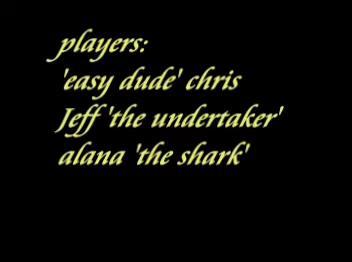 players:
'easy dude' chris
Jeff 'the undertaker'
alana 'the shark'